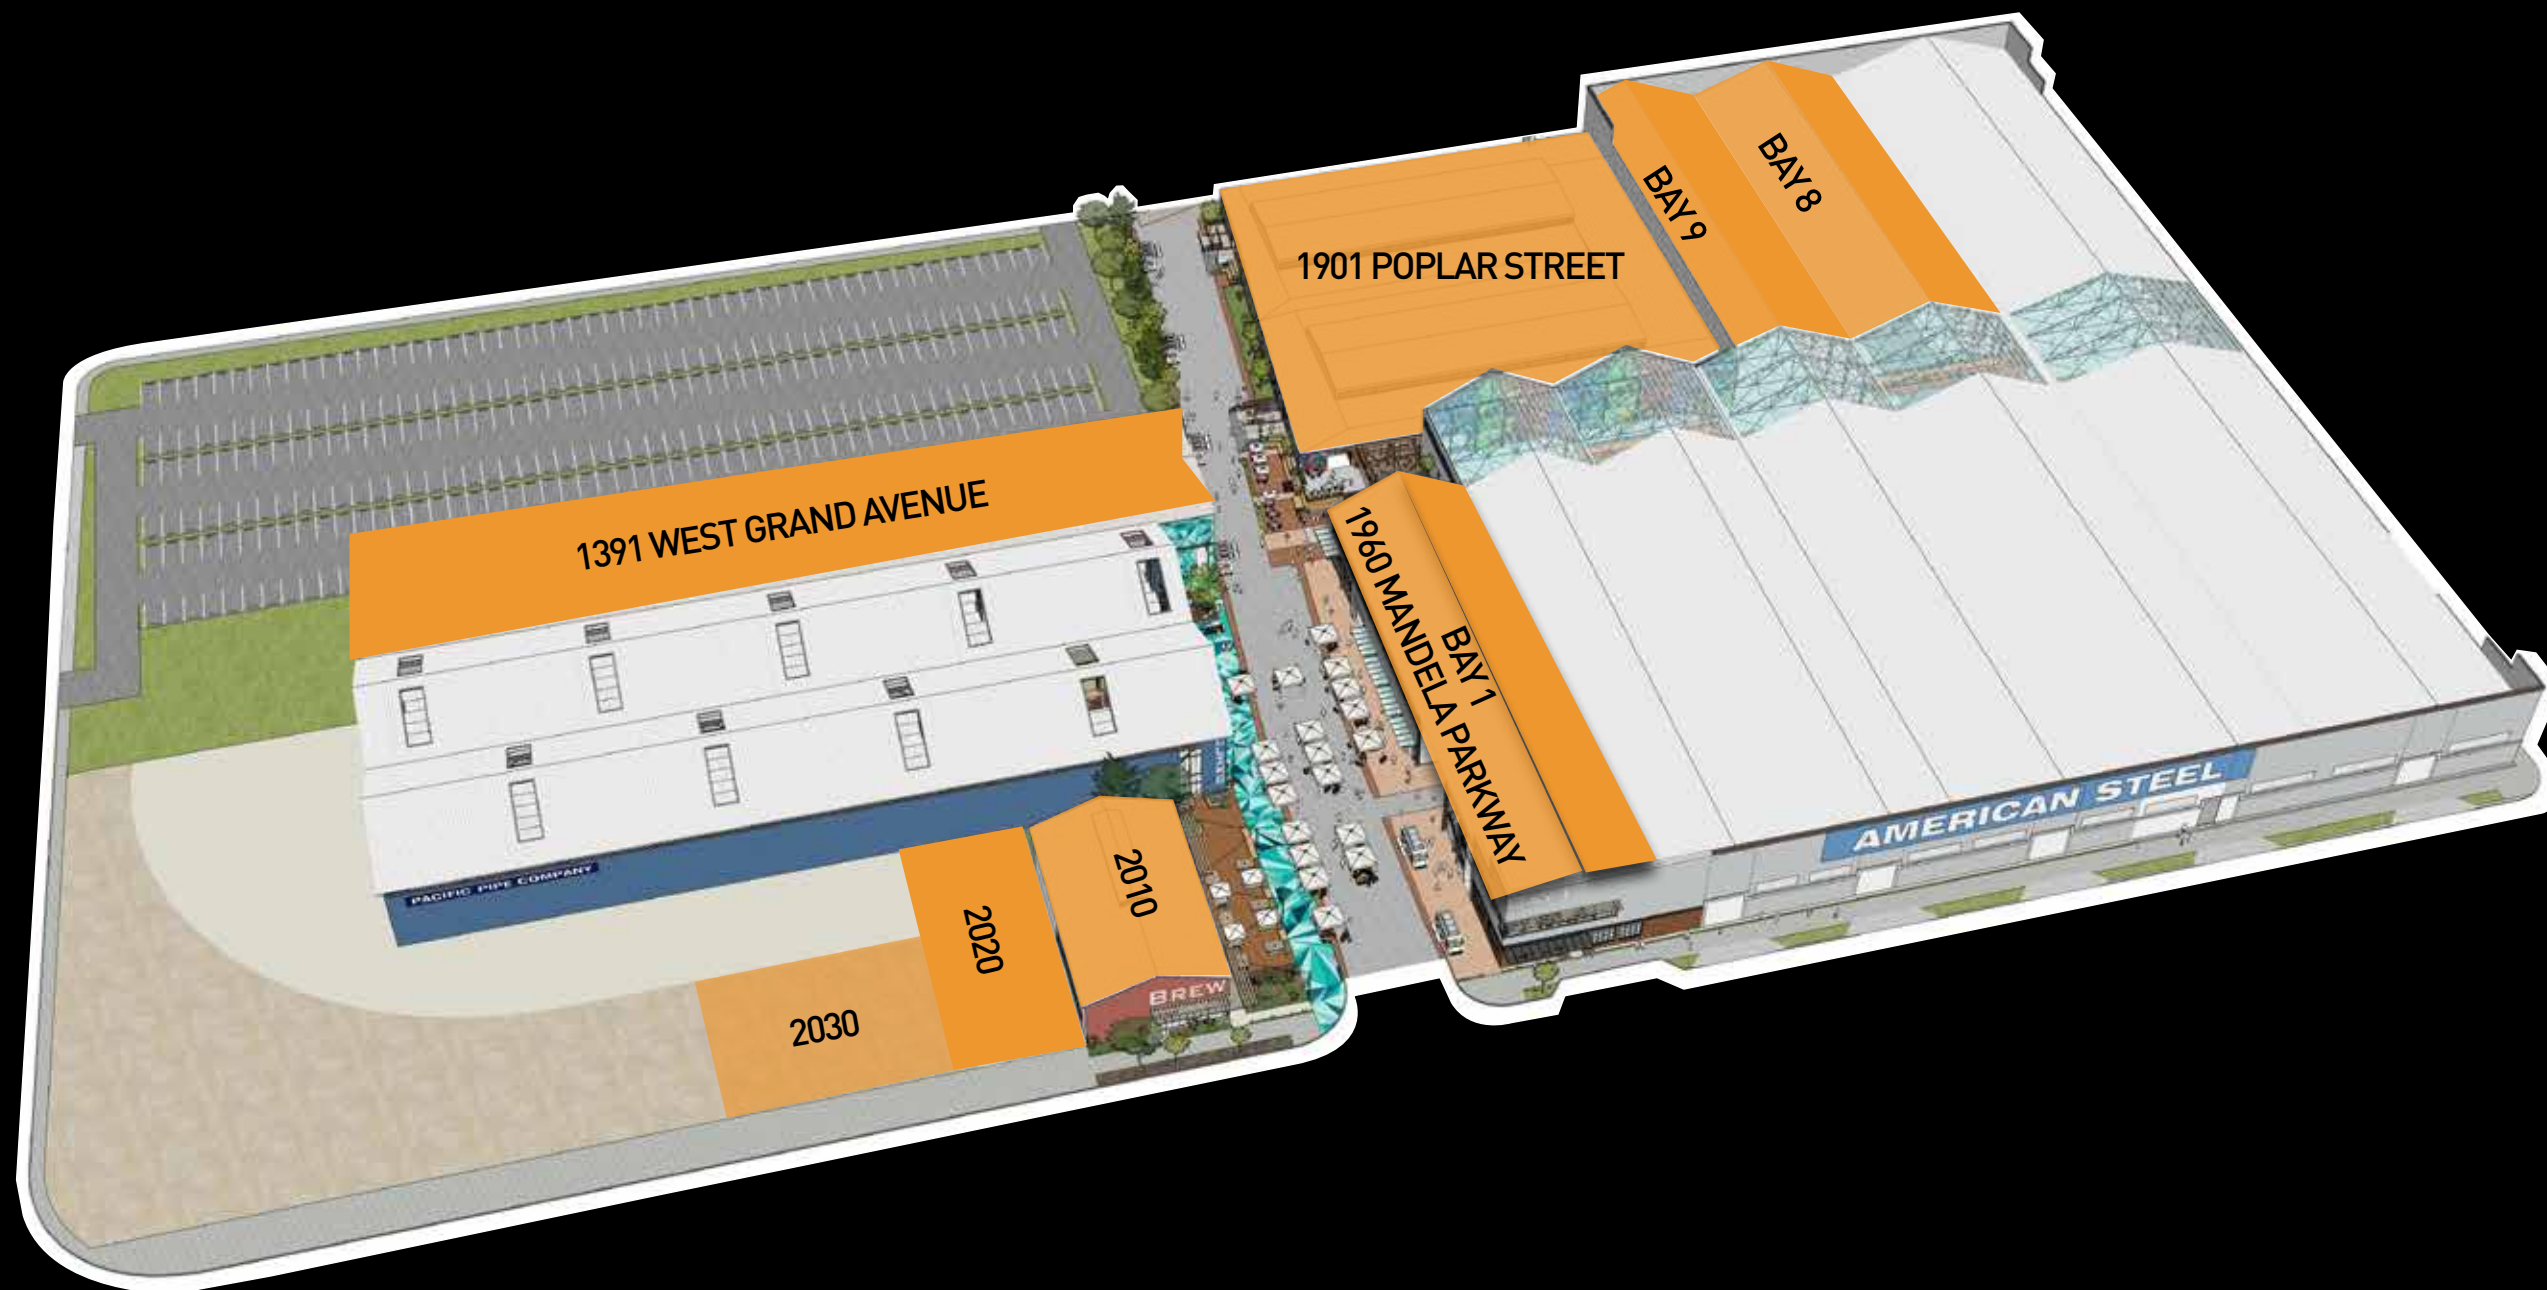 BAY 8
BAY 9
1901 POPLAR STREET
1391 WEST GRAND AVENUE
BAY 1
1960 MANDELA PARKWAY
AMERICAN STEEL
PACIFIC PIPE COMPANY
2010
2020
BREW
2030